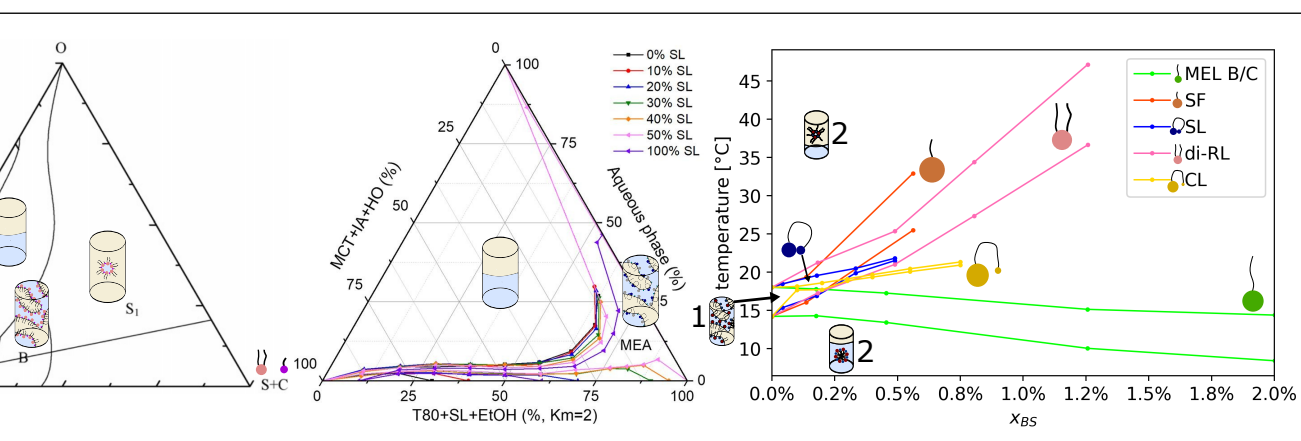 O
S₁
B
S+C
0
100
0% SL
10% SL
20% SL
30% SL
40% SL
50% SL
100% SL
25
75
50
50
75
5
100
0
MCT+IA+HO (%)
Aqueous phase (%)
MEA
0
25
50
75
100
T80+SL+EtOH (%, Km=2)
temperature [°C]
45
40
35
30
25
20
15
10
2
1
2
MEL B/C
SF
SL
di-RL
CL
0.0%
0.2%
0.5%
0.8%
1.0%
1.2%
1.5%
1.8%
2.0%
x_BS